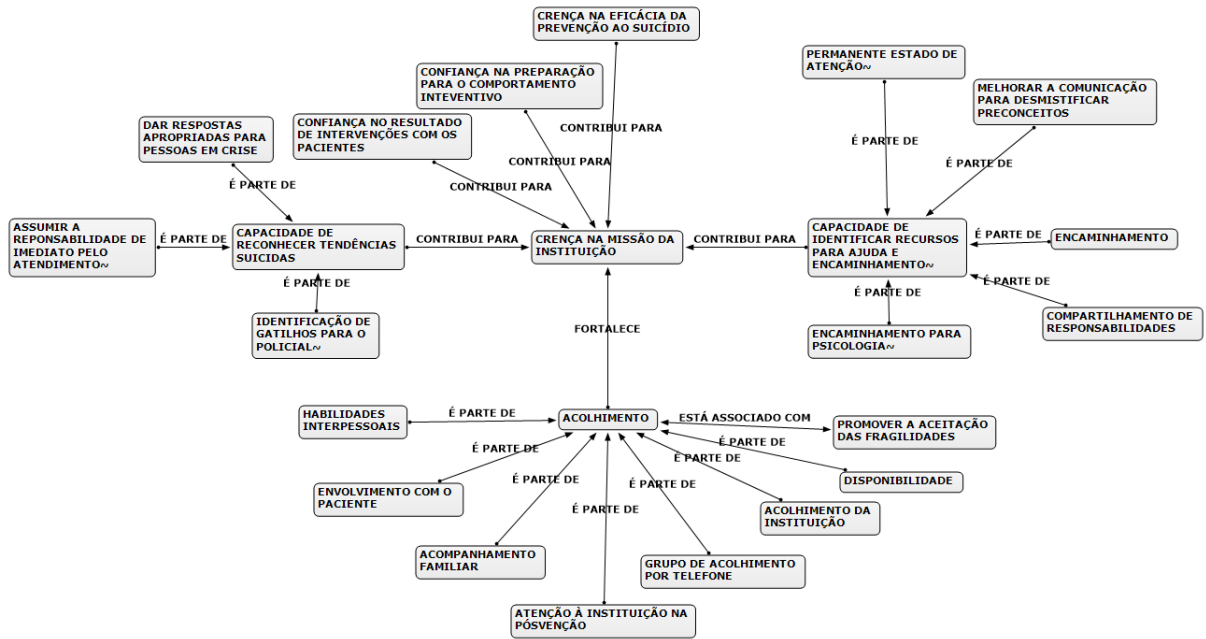 CRENÇA NA EFICÁCIA DA
PREVENÇÃO AO SUICÍDIO
PERMANENTE ESTADO DE
ATENÇÃO~
CONFIANÇA NA PREPARAÇÃO
PARA O COMPORTAMENTO
INTEVENTIVO
MELHORAR A COMUNICAÇÃO
PARA DESMISTIFICAR
PRECONCEITOS
CONFIANÇA NO RESULTADO
DE INTERVENÇÕES COM OS
PACIENTES
DAR RESPOSTAS
APROPRIADAS PARA
PESSOAS EM CRISE
CONTRIBUI PARA
É PARTE DE
CONTRIBUI PARA
É PARTE DE
É PARTE DE
CONTRIBUI PARA
ASSUMIR A
REPONSABILIDADE DE
IMEDIATO PELO
ATENDIMENTO~
É PARTE DE
CAPACIDADE DE
RECONHECER TENDÊNCIAS
SUICIDAS
CONTRIBUI PARA
CRENÇA NA MISSÃO DA
INSTITUIÇÃO
CONTRIBUI PARA
CAPACIDADE DE
IDENTIFICAR RECURSOS
PARA AJUDA E
ENCAMINHAMENTO~
É PARTE DE
ENCAMINHAMENTO
É PARTE DE
É PARTE DE
É PARTE DE
IDENTIFICAÇÃO DE
GATILHOS PARA O
POLICIAL~
FORTALECE
ENCAMINHAMENTO PARA
PSICOLOGIA~
COMPARTILHAMENTO DE
RESPONSABILIDADES
HABILIDADES
INTERPESSOAIS
É PARTE DE
ACOLHIMENTO
ESTÁ ASSOCIADO COM
PROMOVER A ACEITAÇÃO
DAS FRAGILIDADES
É PARTE DE
É PARTE DE
É PARTE DE
É PARTE DE
É PARTE DE
É PARTE DE
ENVOLVIMENTO COM O
PACIENTE
DISPONIBILIDADE
ACOLHIMENTO DA
INSTITUIÇÃO
ACOMPANHAMENTO
FAMILIAR
GRUPO DE ACOLHIMENTO
POR TELEFONE
ATENÇÃO À INSTITUIÇÃO NA
PÓSVENÇÃO